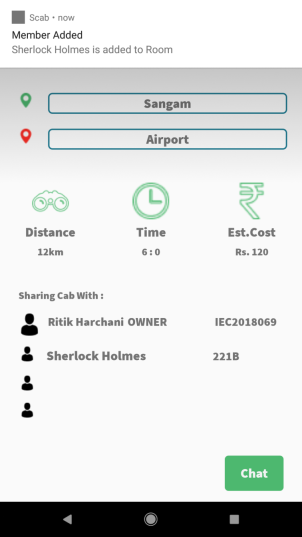 Scab • now
Member Added
Sherlock Holmes is added to Room
Sangam
Airport
Distance Time Est.Cost
12km 6 : 0 Rs. 120
Sharing Cab With :
Ritik Harchani OWNER IEC2018069
Sherlock Holmes 221B
Chat